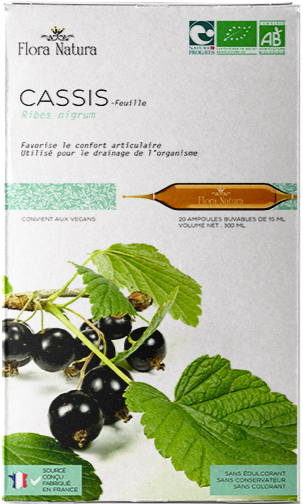 Flora Natura
NATURE
PROGRES
AB
CASSIS -Feuille
Ribes nigrum
Favorise le confort articulaire
Utilisé pour le drainage de l'organisme
Flora Natura
CONVIENT AUX VEGANS
20 AMPOULES BUVABLES DE 15 ML
VOLUME NET : 300 ML
SOURCÉ
CONÇU
FABRIQUÉ
EN FRANCE
SANS ÉDULCORANT
SANS CONSERVATEUR
SANS COLORANT